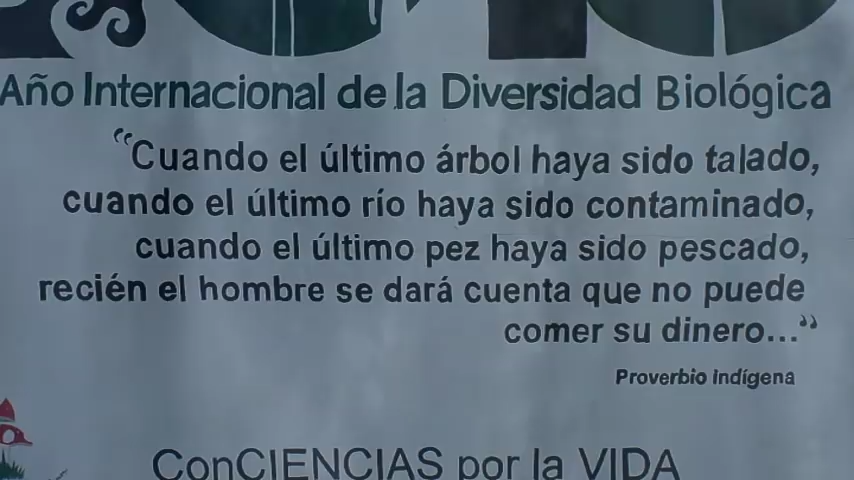 Año Internacional de la Diversidad Biológica
“Cuando el último árbol haya sido talado,
cuando el último río haya sido contaminado,
cuando el último pez haya sido pescado,
recién el hombre se dará cuenta que no puede
comer su dinero...”
Proverbio Indígena
ConCIENCIAS por la VIDA